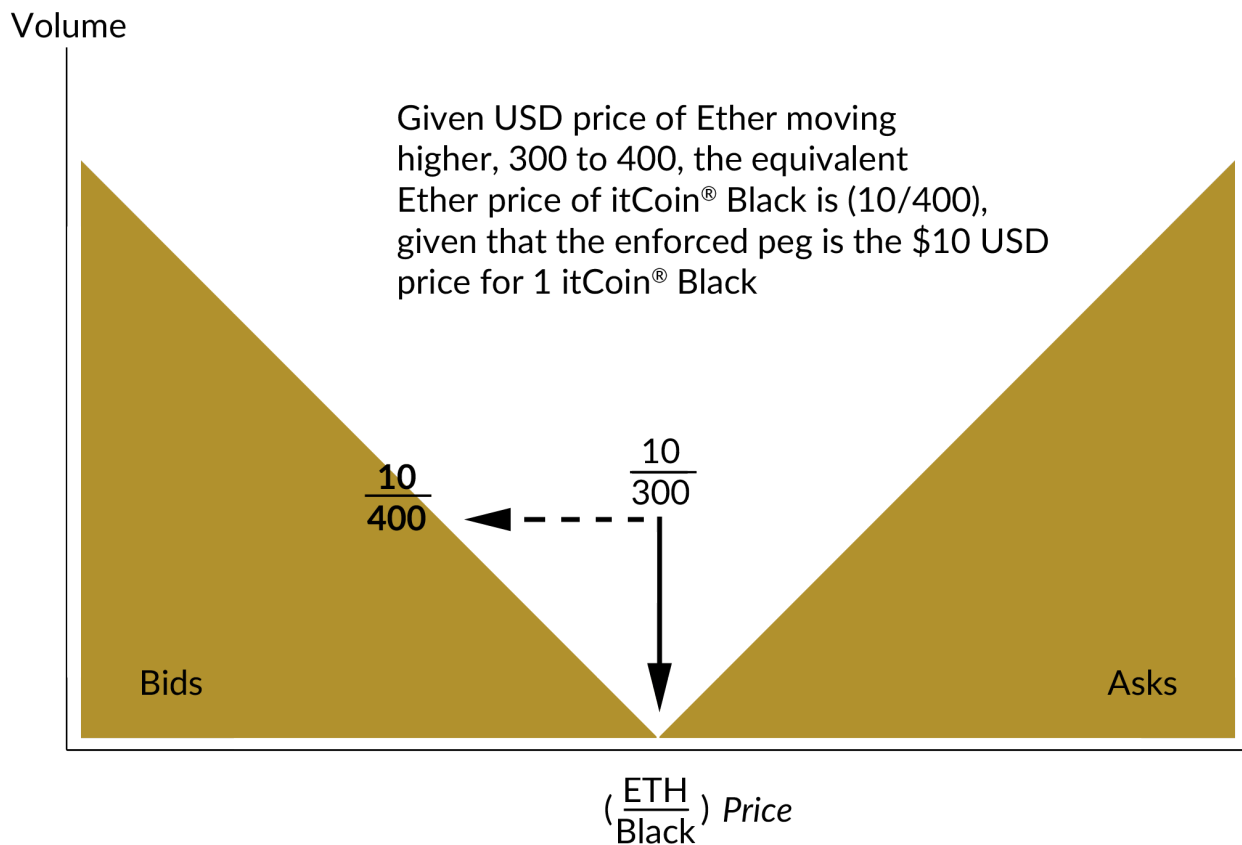 Volume
Given USD price of Ether moving
higher, 300 to 400, the equivalent
Ether price of itCoin® Black is (10/400),
given that the enforced peg is the $10 USD
price for 1 itCoin® Black
10
300
10
400
Bids
Asks
(ETH/Black) Price